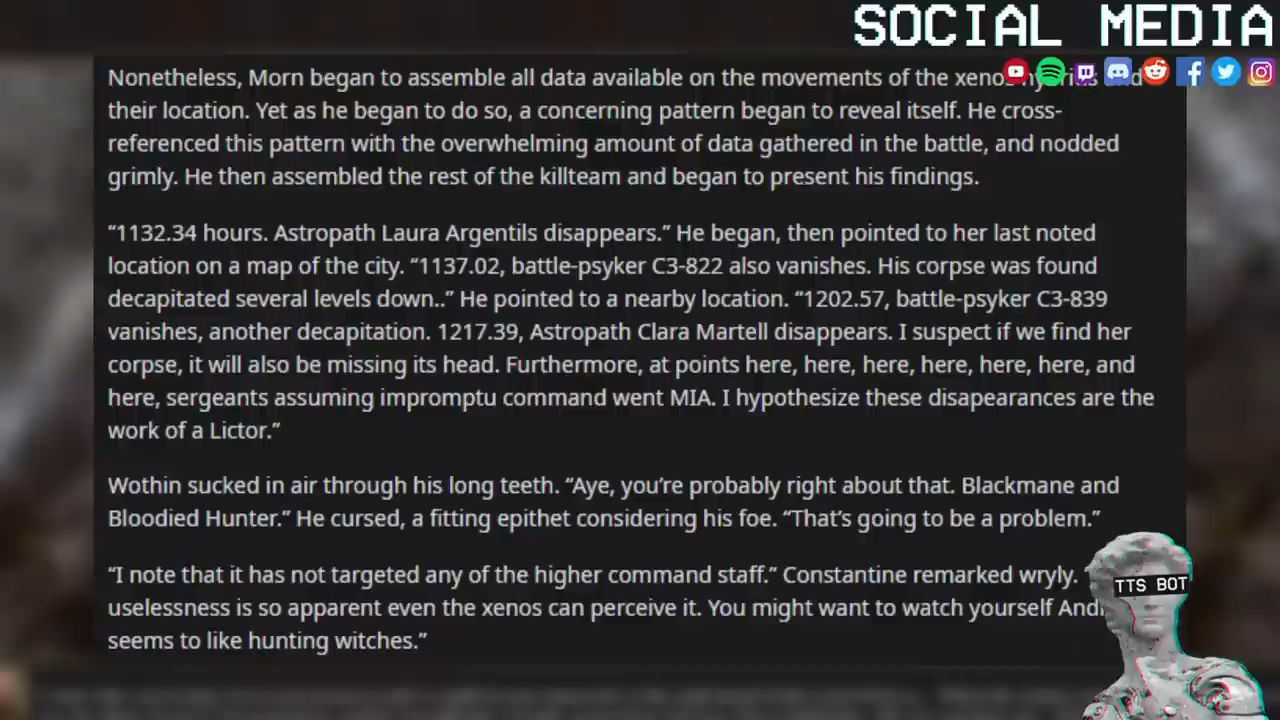 SOCIAL MEDIA
Nonetheless, Morn began to assemble all data available on the movements of the xenos
their location. Yet as he began to do so, a concerning pattern began to reveal itself. He cross-
referenced this pattern with the overwhelming amount of data gathered in the battle, and nodded
grimly. He then assembled the rest of the killteam and began to present his findings.
“1132.34 hours. Astropath Laura Argentils disappears.” He began, then pointed to her last noted
location on a map of the city. “1137.02, battle-psyker C3-822 also vanishes. His corpse was found
decapitated several levels down..” He pointed to a nearby location. “1202.57, battle-psyker C3-839
vanishes, another decapitation. 1217.39, Astropath Clara Martell disappears. I suspect if we find her
corpse, it will also be missing its head. Furthermore, at points here, here, here, here, here, here, and
here, sergeants assuming impromptu command went MIA. I hypothesize these disapearances are the
work of a Lictor.”
Wothin sucked in air through his long teeth. “Aye, you’re probably right about that. Blackmane and
Bloodied Hunter.” He cursed, a fitting epithet considering his foe. “That’s going to be a problem.”
“I note that it has not targeted any of the higher command staff.” Constantine remarked wryly.
uselessness is so apparent even the xenos can perceive it. You might want to watch yourself
seems to like hunting witches.”
TTS BOT